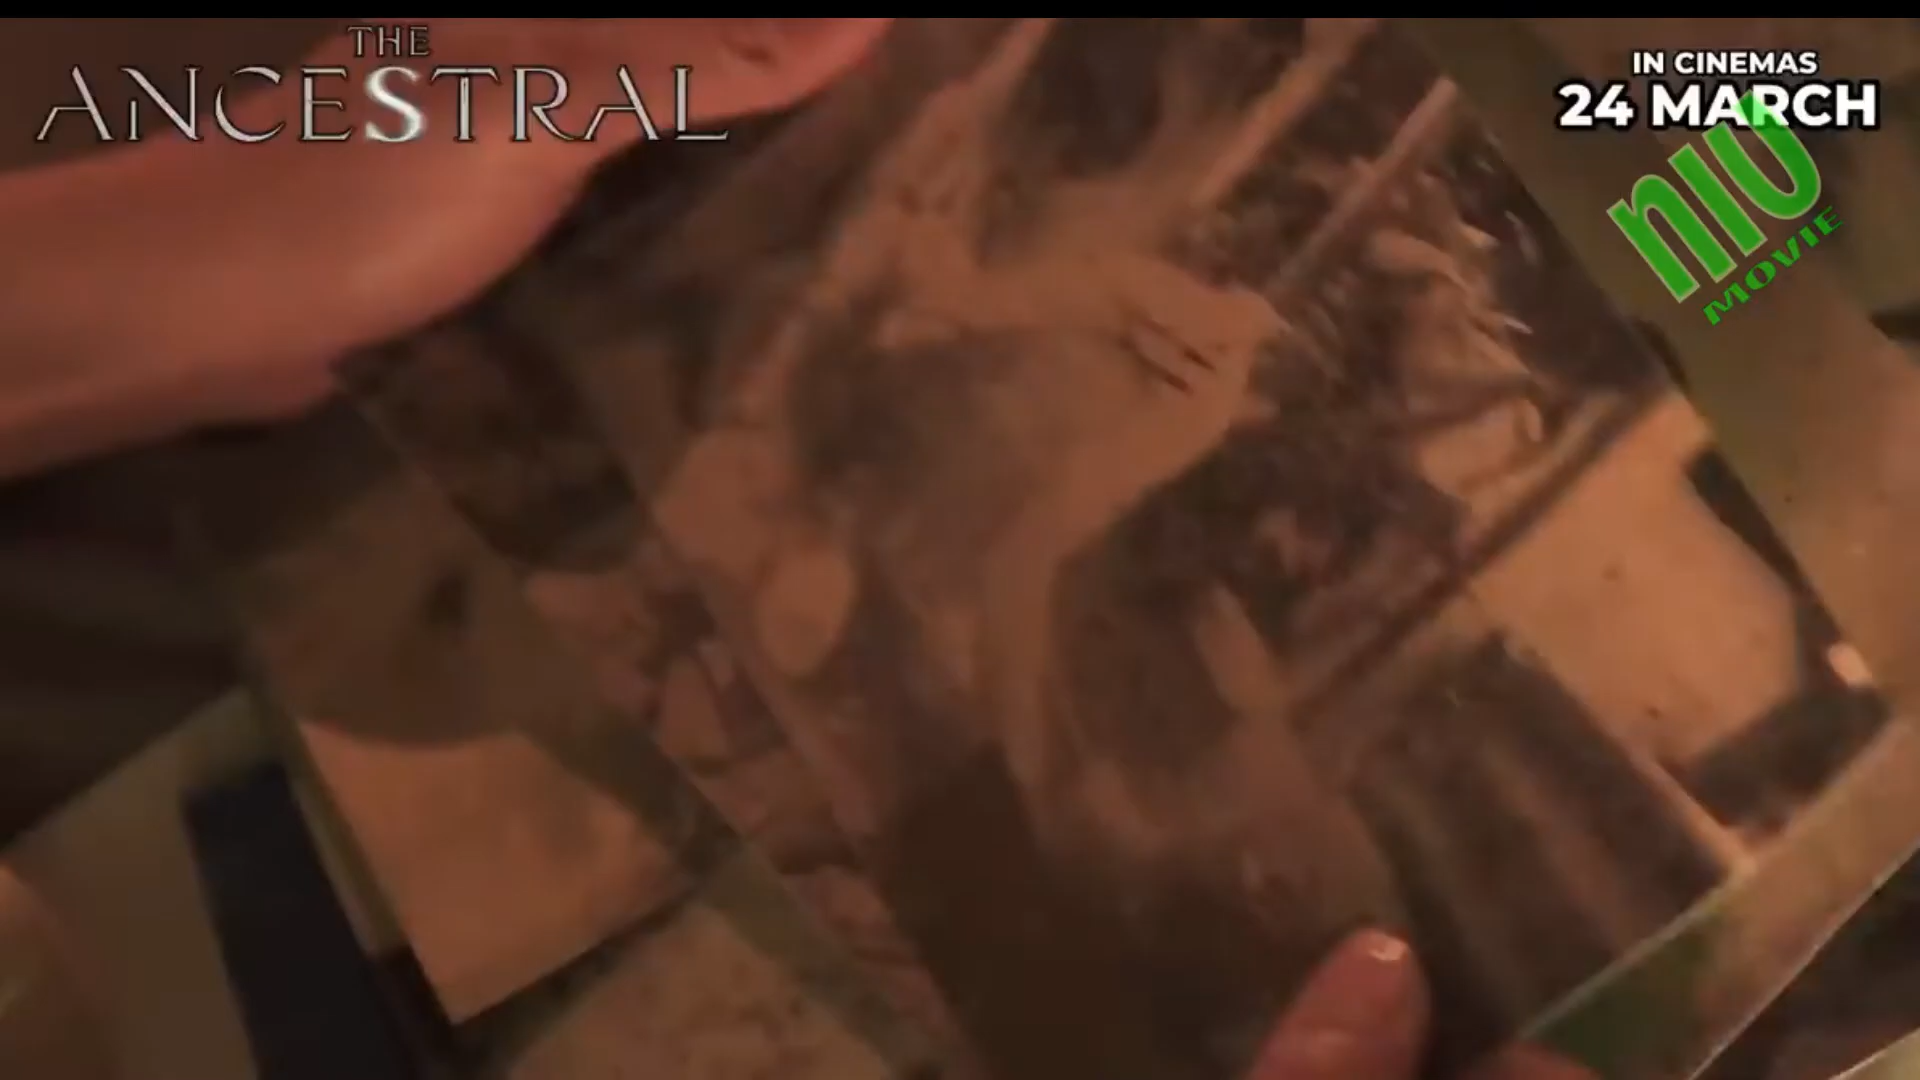 THE
ANCESTRAL
IN CINEMAS
24 MARCH
NIU
MOVIE